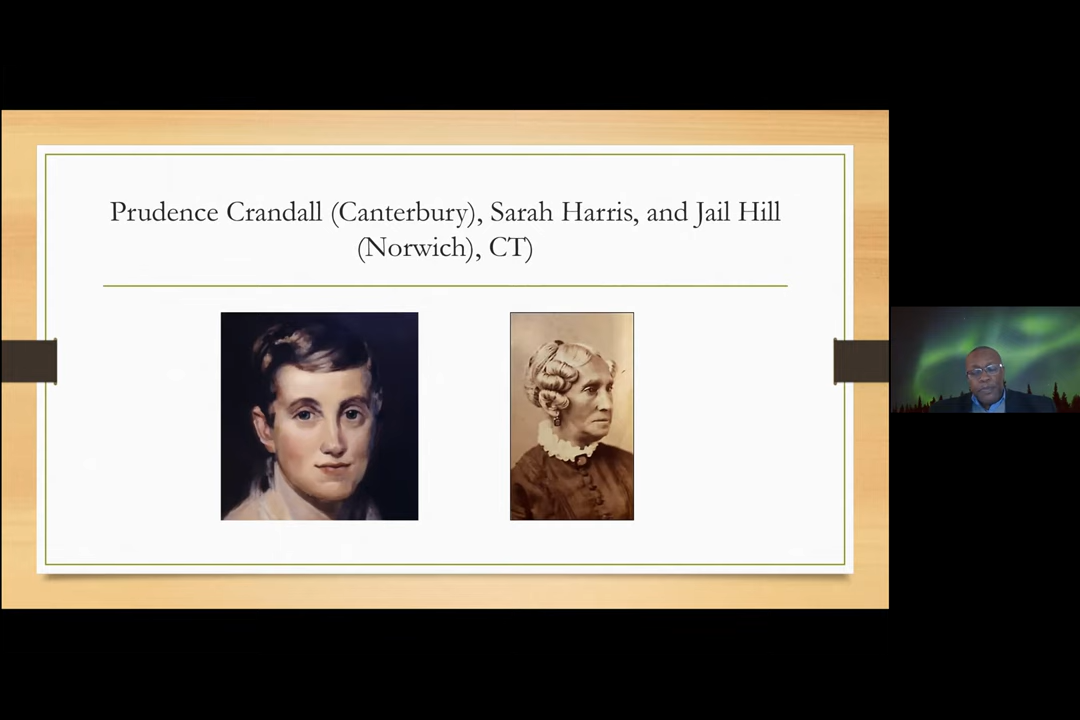 Prudence Crandall (Canterbury), Sarah Harris, and Jail Hill
(Norwich), CT)